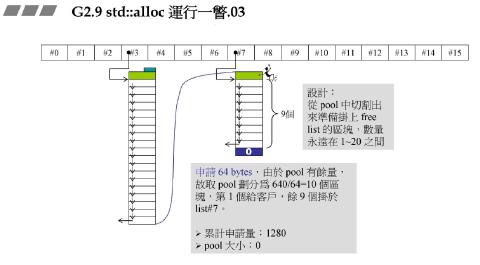 G2.9 std::alloc 運行一瞥.03
#0 #1 #2 #3 #4 #5 #6 #7 #8 #9 #10 #11 #12 #13 #14 #15
設計：
從 pool 中切割出
來準備掛上 free
list 的區塊，數量
永遠在 1~20 之間
9個
0
申請 64 bytes，由於 pool 有餘量，
故取 pool 劃分為 640/64=10 個區
塊，第 1 個給客戶，餘 9 個掛於
list#7。
➢ 累計申請量：1280
➢ pool 大小：0